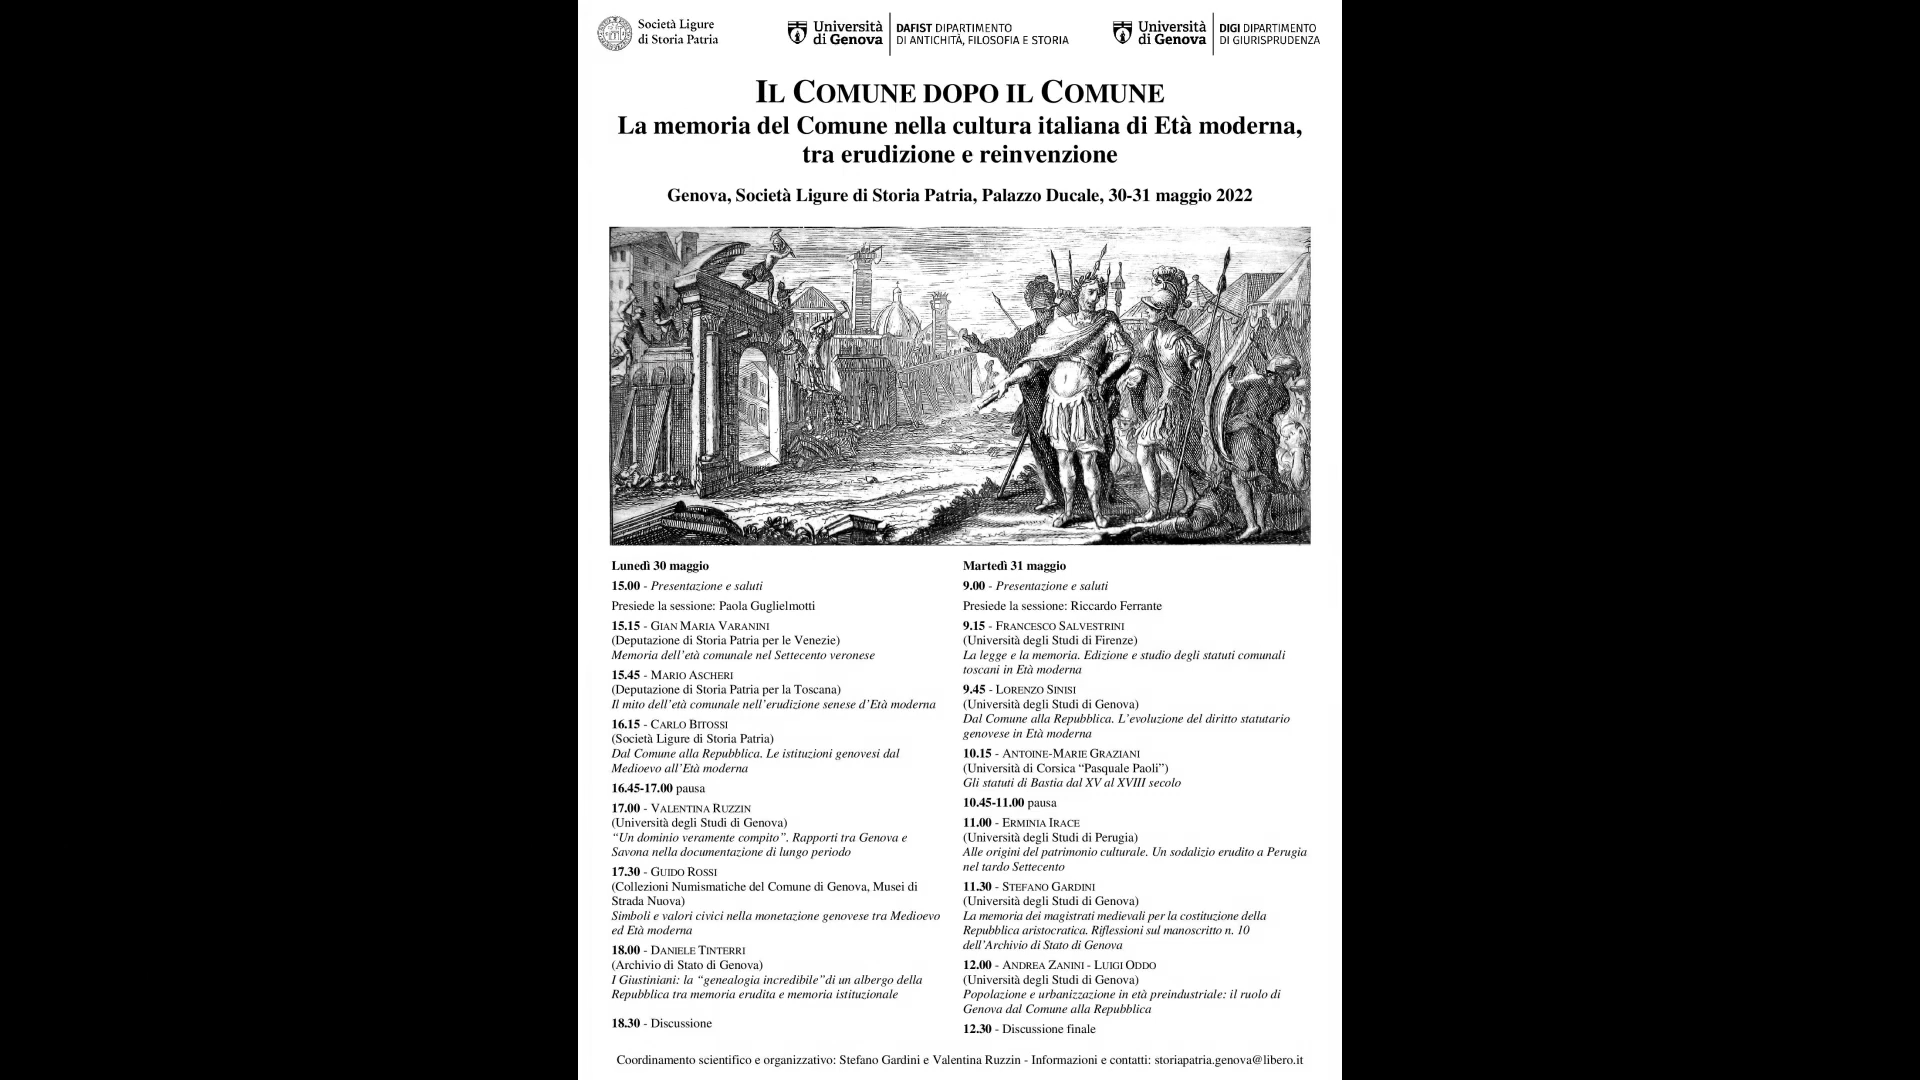 Società Ligure
di Storia Patria
Università
di Genova
DAFIST DIPARTIMENTO
DI ANTICHITÀ, FILOSOFIA E STORIA
Università
di Genova
DIGI DIPARTIMENTO
DI GIURISPRUDENZA
IL COMUNE DOPO IL COMUNE
La memoria del Comune nella cultura italiana di Età moderna,
tra erudizione e reinvenzione
Genova, Società Ligure di Storia Patria, Palazzo Ducale, 30-31 maggio 2022
Lunedì 30 maggio
15.00 - Presentazione e saluti
Presiede la sessione: Paola Guglielmotti
15.15 - GIAN MARIA VARANINI
(Deputazione di Storia Patria per le Venezie)
Memoria dell’età comunale nel Settecento veronese
15.45 - MARIO ASCHERI
(Deputazione di Storia Patria per la Toscana)
Il mito dell’età comunale nell’erudizione senese d’Età moderna
16.15 - CARLO BITOSSI
(Società Ligure di Storia Patria)
Dal Comune alla Repubblica. Le istituzioni genovesi dal
Medioevo all’Età moderna
16.45-17.00 pausa
17.00 - VALENTINA RUZZIN
(Università degli Studi di Genova)
“Un dominio veramente compito”. Rapporti tra Genova e
Savona nella documentazione di lungo periodo
17.30 - GUIDO ROSSI
(Collezioni Numismatiche del Comune di Genova, Musei di
Strada Nuova)
Simboli e valori civici nella monetazione genovese tra Medioevo
ed Età moderna
18.00 - DANIELE TINTERRI
(Archivio di Stato di Genova)
I Giustiniani: la “genealogia incredibile”di un albergo della
Repubblica tra memoria erudita e memoria istituzionale
18.30 - Discussione
Martedì 31 maggio
9.00 - Presentazione e saluti
Presiede la sessione: Riccardo Ferrante
9.15 - FRANCESCO SALVESTRINI
(Università degli Studi di Firenze)
La legge e la memoria. Edizione e studio degli statuti comunali
toscani in Età moderna
9.45 - LORENZO SINISI
(Università degli Studi di Genova)
Dal Comune alla Repubblica. L’evoluzione del diritto statutario
genovese in Età moderna
10.15 - ANTOINE-MARIE GRAZIANI
(Università di Corsica “Pasquale Paoli”)
Gli statuti di Bastia dal XV al XVIII secolo
10.45-11.00 pausa
11.00 - ERMINIA IRACE
(Università degli Studi di Perugia)
Alle origini del patrimonio culturale. Un sodalizio erudito a Perugia
nel tardo Settecento
11.30 - STEFANO GARDINI
(Università degli Studi di Genova)
La memoria dei magistrati medievali per la costituzione della
Repubblica aristocratica. Riflessioni sul manoscritto n. 10
dell’Archivio di Stato di Genova
12.00 - ANDREA ZANINI - LUIGI ODDO
(Università degli Studi di Genova)
Popolazione e urbanizzazione in età preindustriale: il ruolo di
Genova dal Comune alla Repubblica
12.30 - Discussione finale
Coordinamento scientifico e organizzativo: Stefano Gardini e Valentina Ruzzin - Informazioni e contatti: storiapatria.genova@libero.it